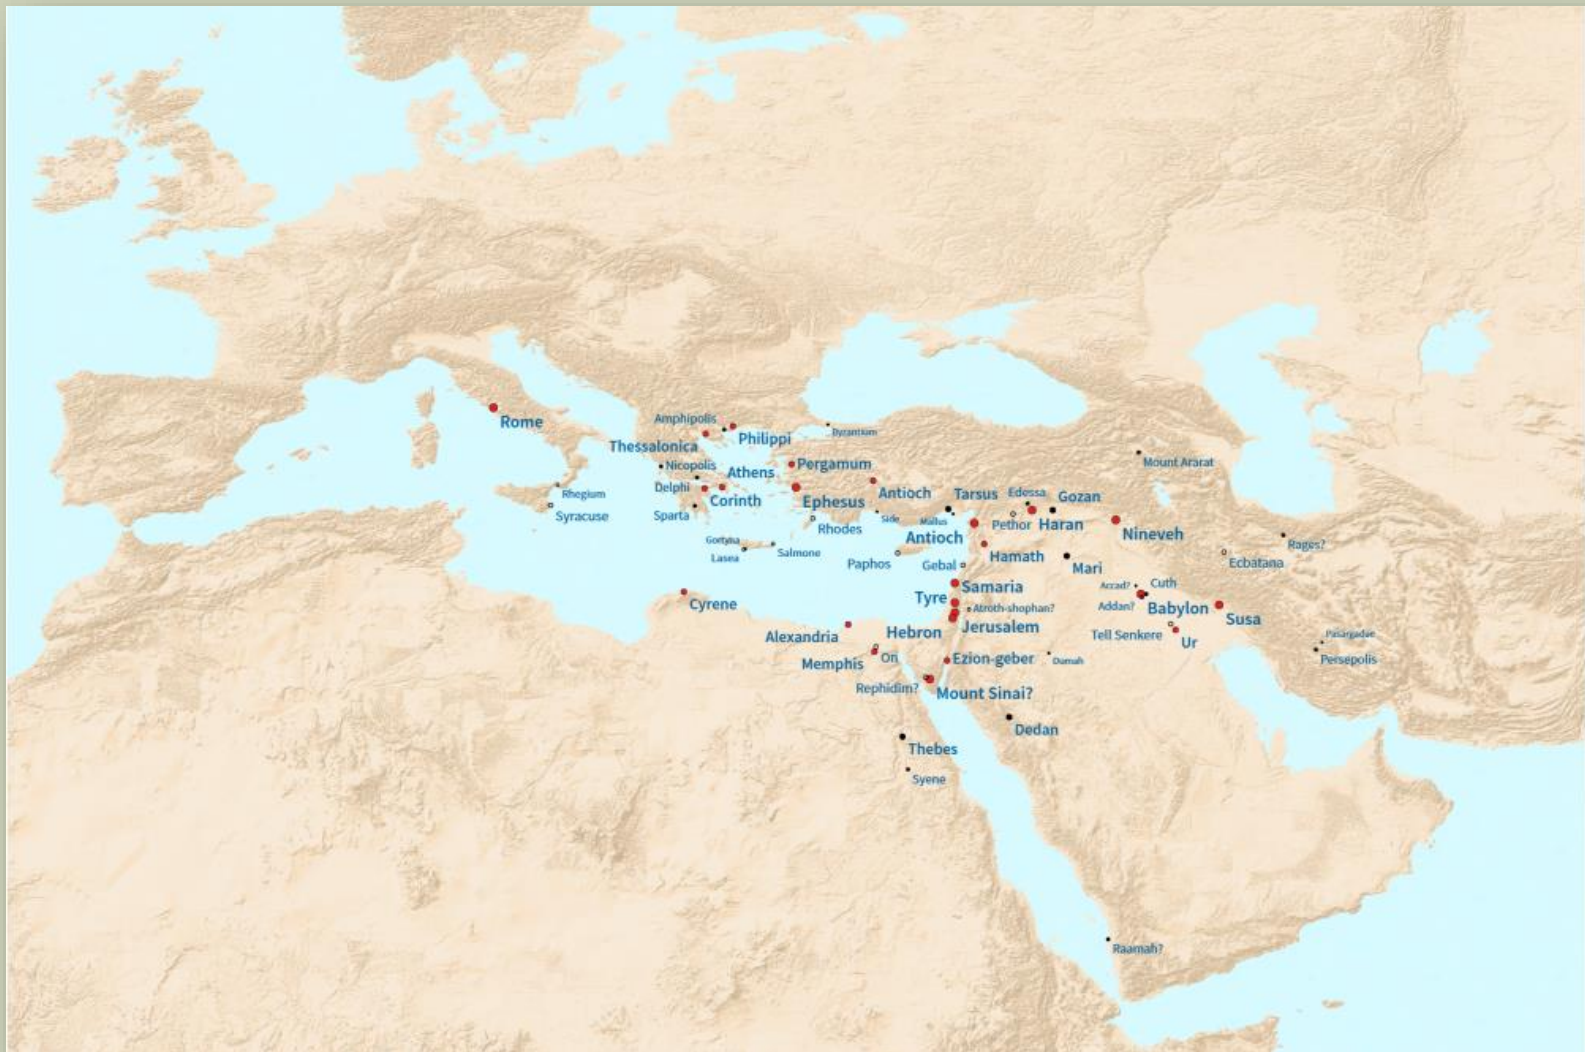 Rome
Amphipolis
Philippi
Byzantium
Thessalonica
Nicopolis
Athens
Pergamum
Mount Ararat
Delphi
Corinth
Ephesus
Antioch
Tarsus
Edessa
Gozan
Rhegium
Syracuse
Sparta
Rhodes
Side
Mallus
Pethor
Haran
Nineveh
Antioch
Gortyna
Lasea
Salmone
Paphos
Gebal
Hamath
Mari
Rages?
Ecbatana
Cyrene
Samaria
Tyre
Atroth-shophan?
Accad?
Cuth
Addan?
Babylon
Susa
Alexandria
Hebron
Jerusalem
Tell Senkere
Ur
Pasargadae
Persepolis
Memphis
On
Ezion-geber
Dumah
Rephidim?
Mount Sinai?
Dedan
Thebes
Syene
Raamah?